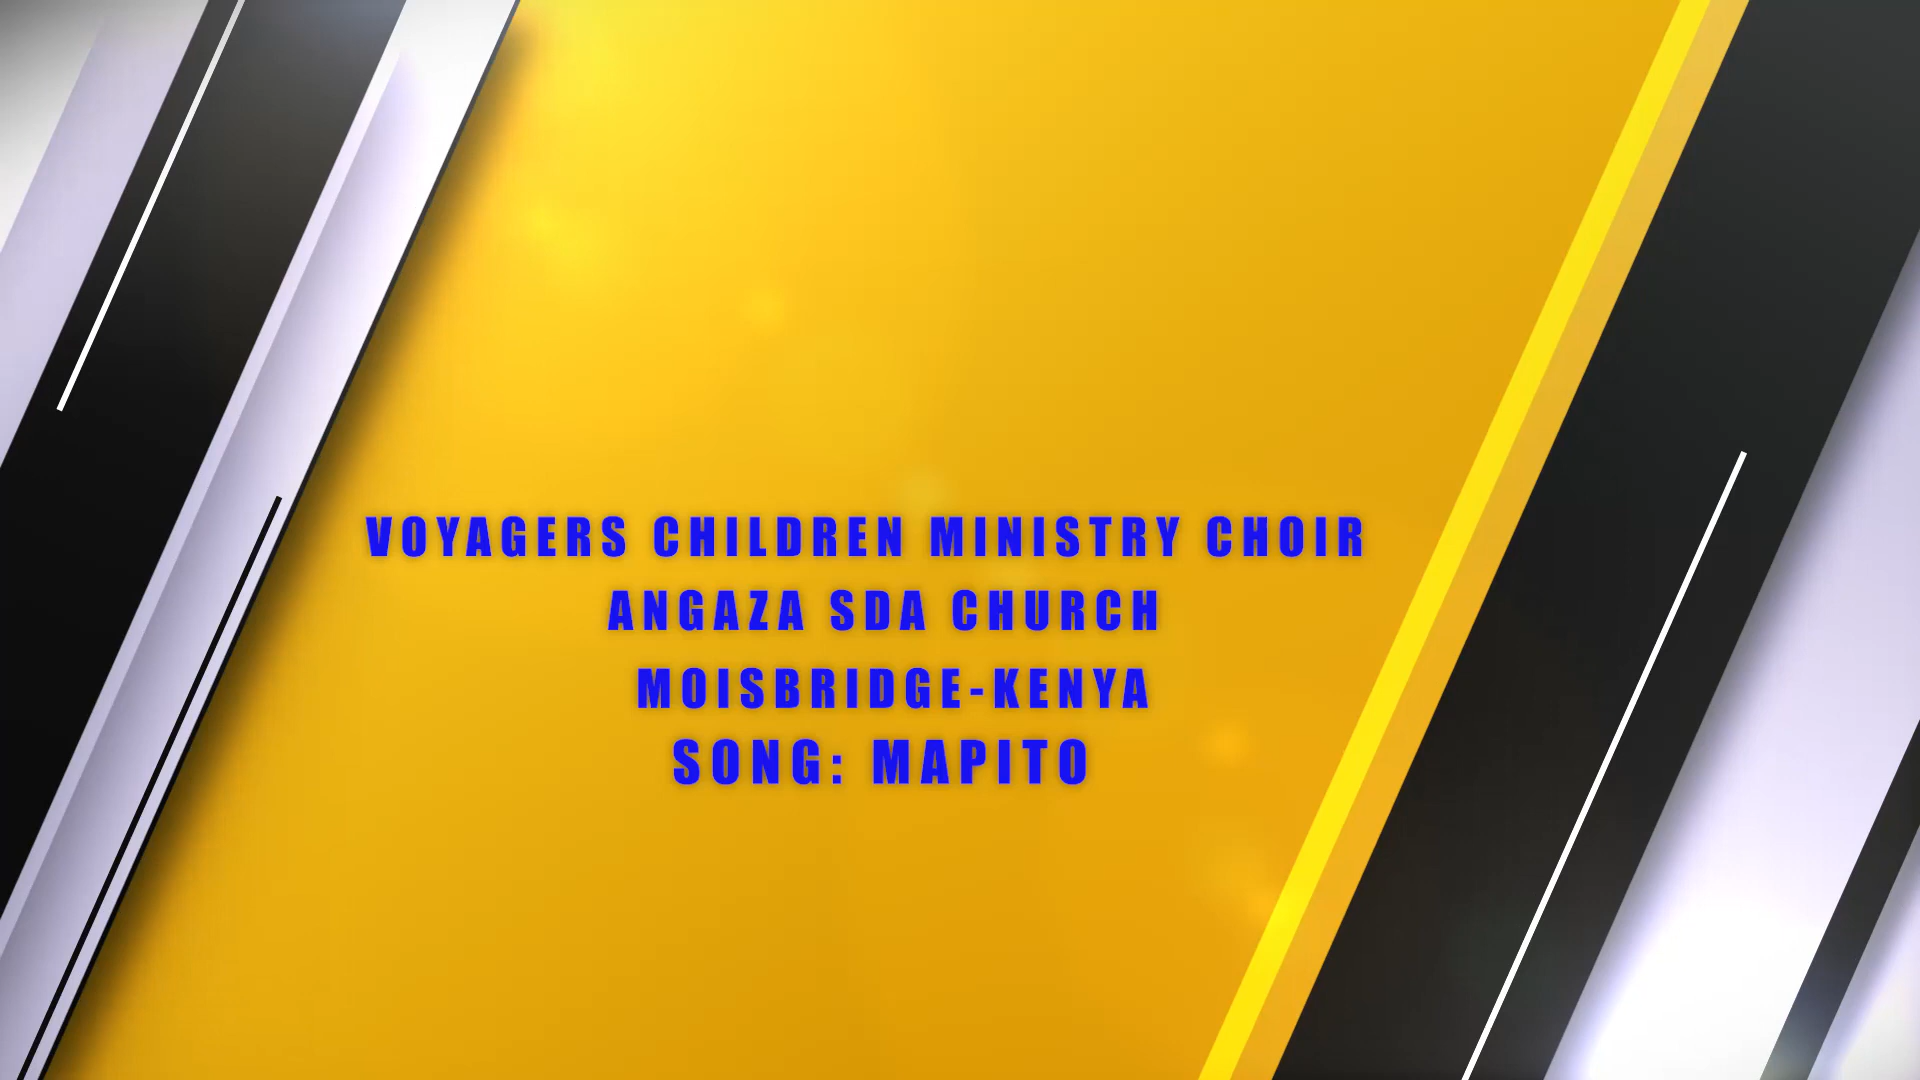 VOYAGERS CHILDREN MINISTRY CHOIR
ANGAZA SDA CHURCH
MOISBRIDGE-KENYA
SONG: MAPITO